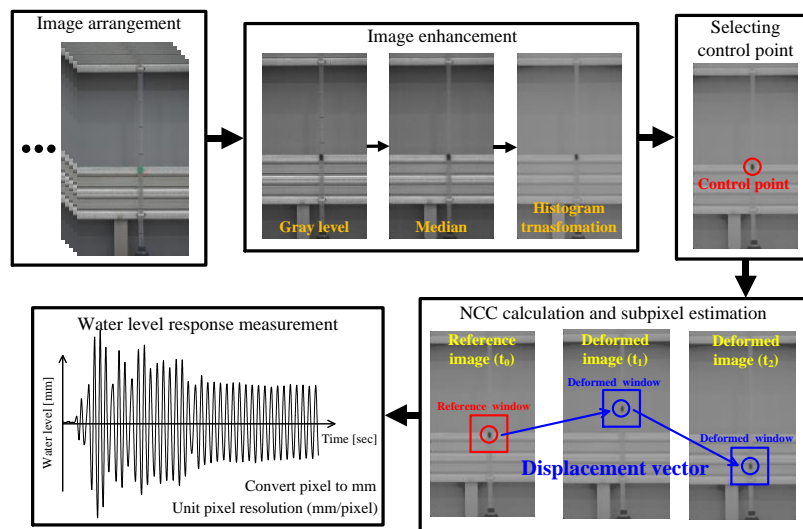 Image arrangement
Image enhancement
Gray level
Median
Histogram
trnasfomation
Selecting
control point
Control point
NCC calculation and subpixel estimation
Reference
image (t0)
Deformed
image (t1)
Deformed
image (t2)
Reference window
Deformed window
Deformed window
Displacement vector
Water level response measurement
Water level [mm]
Time [sec]
Convert pixel to mm
Unit pixel resolution (mm/pixel)